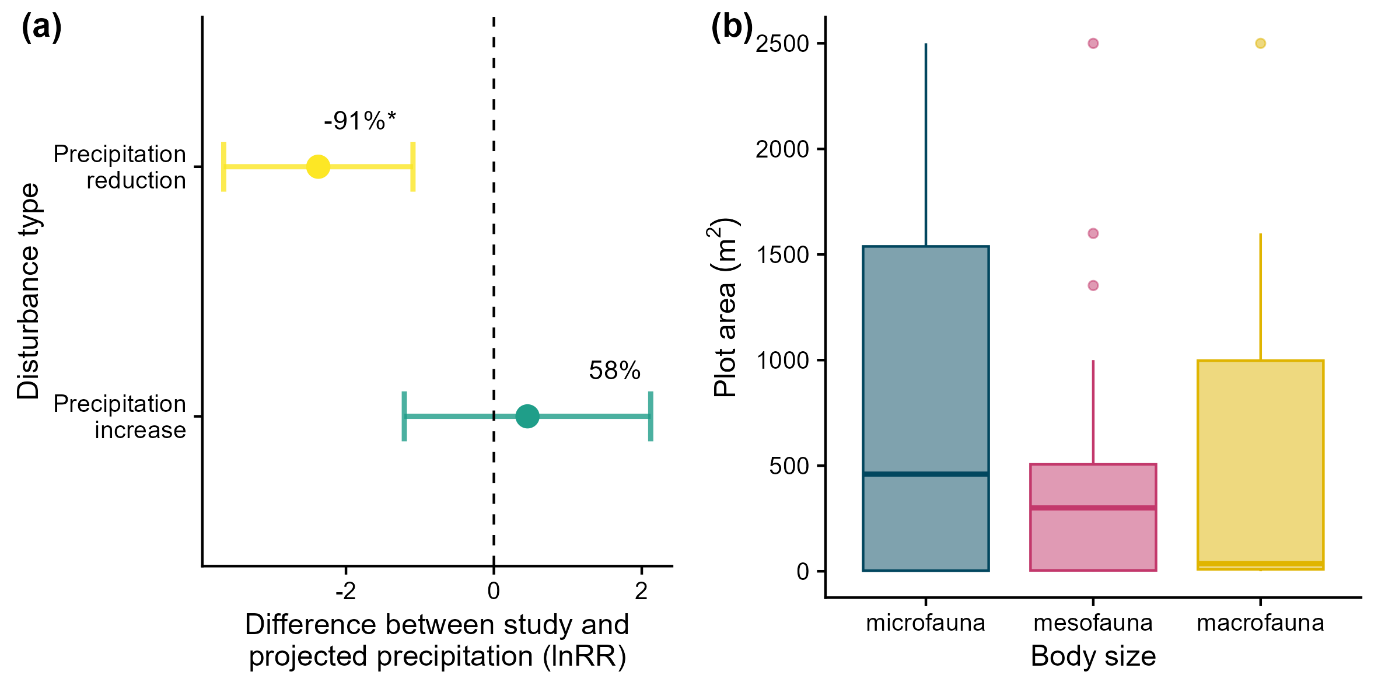 (a)
-91%*
Precipitation
reduction
58%
Precipitation
increase
Disturbance type
-2
0
2
Difference between study and
projected precipitation (lnRR)
(b)
2500
2000
1500
1000
500
0
Plot area (m²)
microfauna
mesofauna
macrofauna
Body size